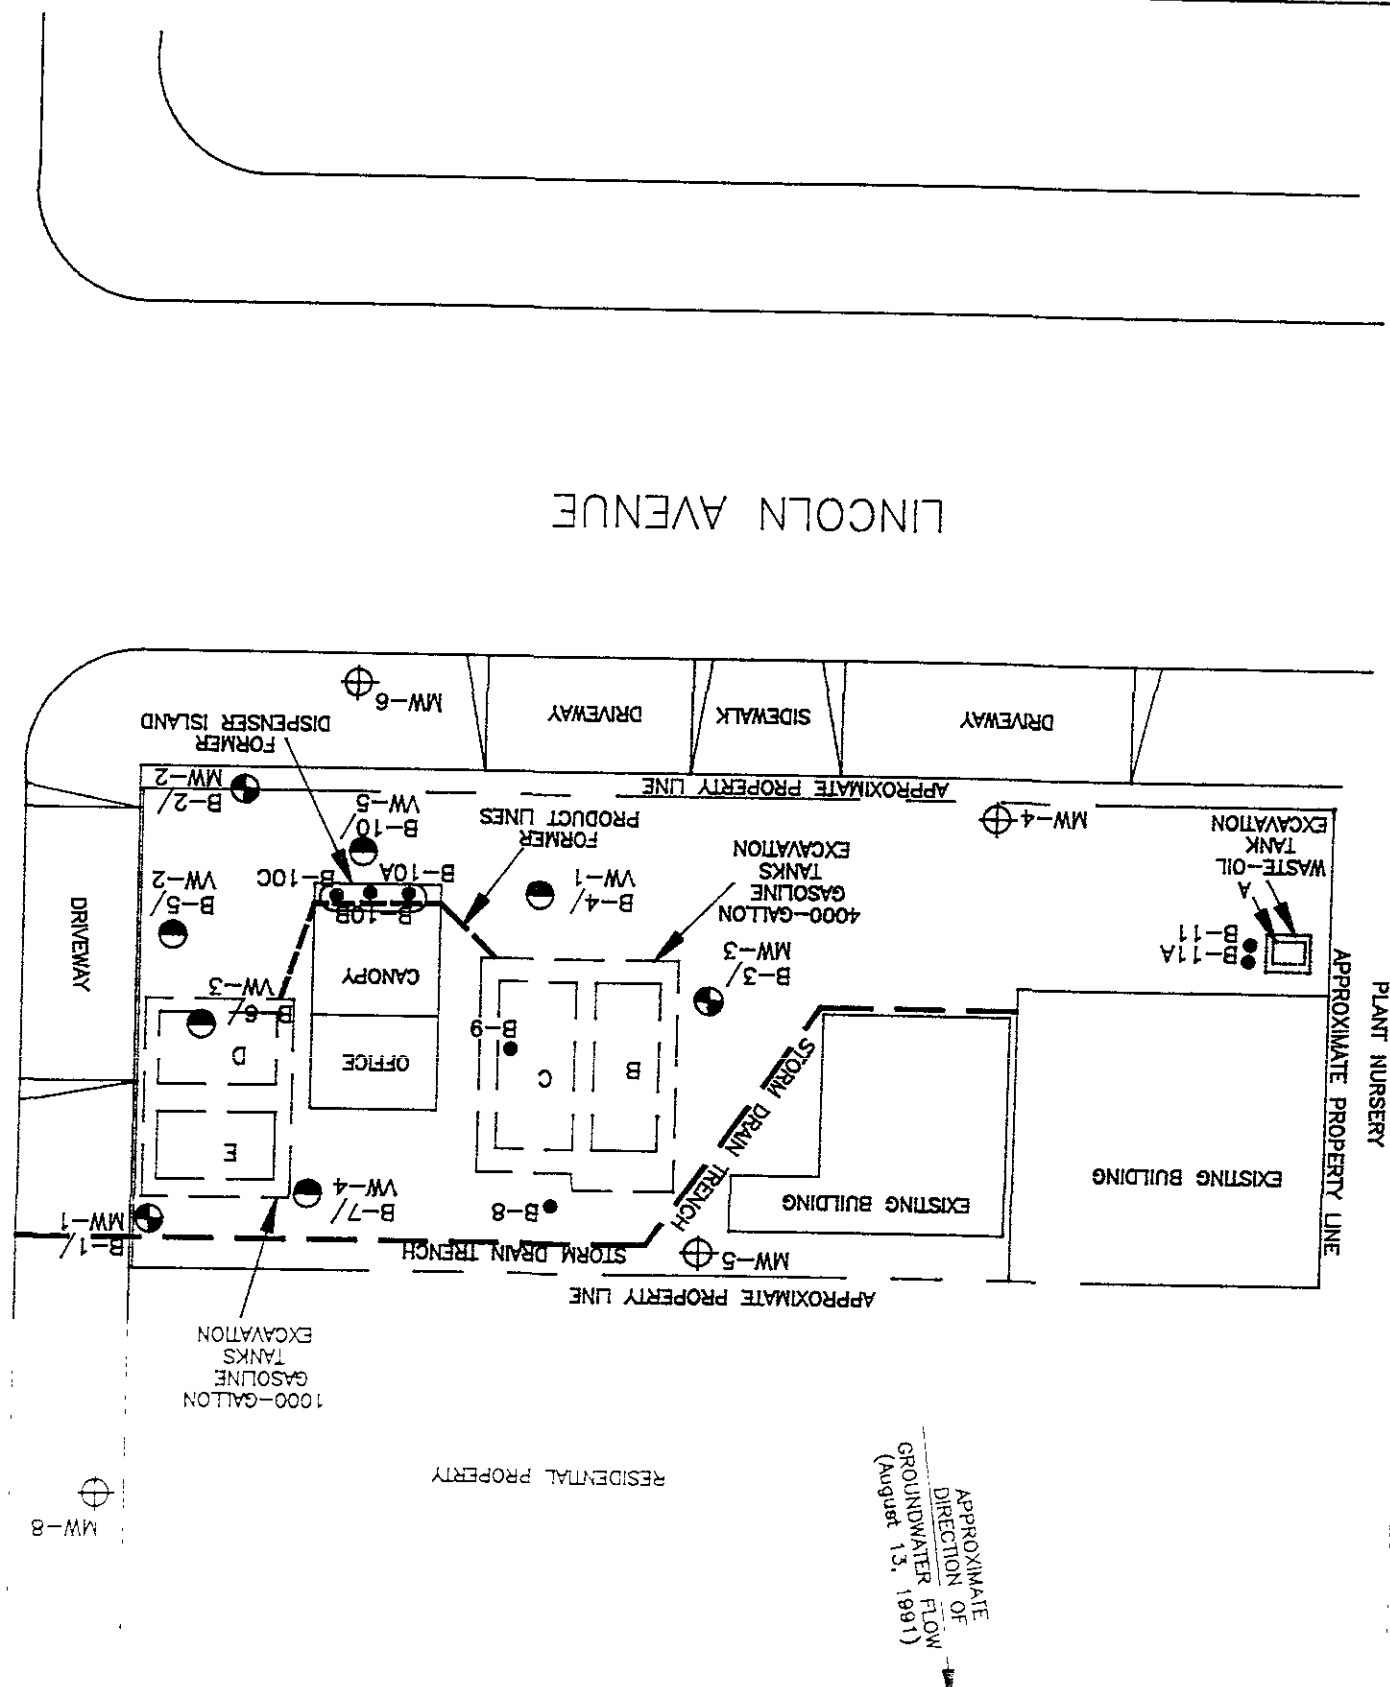 APPROXIMATE
DIRECTION OF
GROUNDWATER FLOW
(August 13, 1991)
MW-8
RESIDENTIAL PROPERTY
1000-GALLON
GASOLINE
TANKS
EXCAVATION
APPROXIMATE PROPERTY LINE
MW-5
STORM DRAIN TRENCH
B-1/
MW-1
PLANT NURSERY
APPROXIMATE PROPERTY LINE
EXISTING BUILDING
EXISTING BUILDING
STORM DRAIN TRENCH
B-8
B-7/
VW-4
E
B
C
B-9
OFFICE
D
B-6/
VW-3
CANOPY
DRIVEWAY
B-11A
B-11
A
WASTE-OIL
TANK
EXCAVATION
B-3/
MW-3
4000-GALLON
GASOLINE
TANKS
EXCAVATION
B-4/
VW-1
B-10B
B-10A
B-10C
B-5/
VW-2
MW-4
FORMER
PRODUCT LINES
B-10/
VW-5
B-2/
MW-2
APPROXIMATE PROPERTY LINE
FORMER
DISPENSER ISLAND
DRIVEWAY
SIDEWALK
DRIVEWAY
MW-6
LINCOLN AVENUE